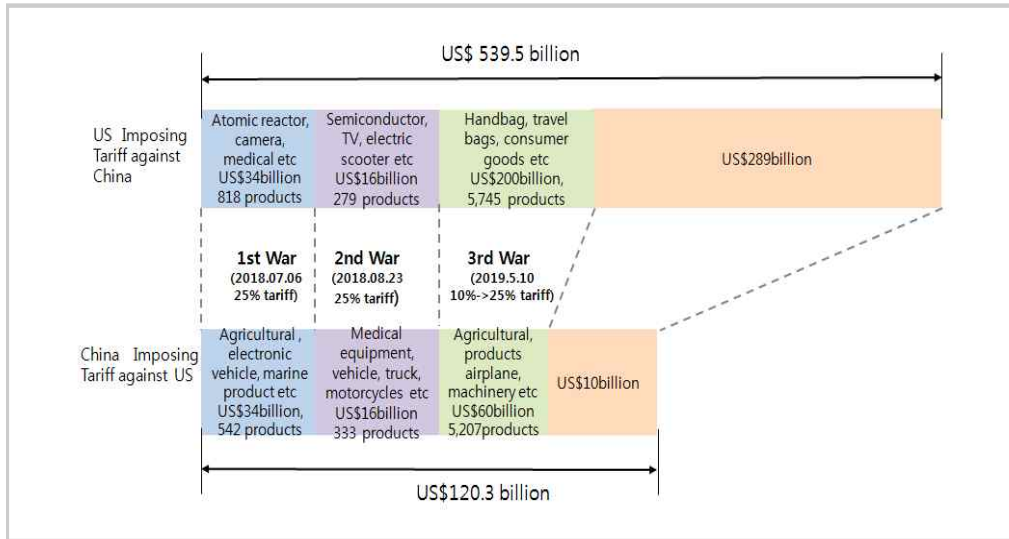 US$ 539.5 billion
US Imposing
Tariff against
China
Atomic reactor,
camera,
medical etc
US$34billion
818 products
Semiconductor,
TV, electric
scooter etc
US$16billion
279 products
Handbag, travel
bags, consumer
goods etc
US$200billion,
5,745 products
US$289billion
1st War
(2018.07.06
25% tariff)
2nd War
(2018.08.23
25% tariff)
3rd War
(2019.5.10
10%->25% tariff)
China Imposing
Tariff against US
Agricultural ,
electronic
vehicle, marine
product etc
US$34billion,
542 products
Medical
equipment,
vehicle, truck,
motorcycles etc
US$16billion
333 products
Agricultural,
products
airplane,
machinery etc
US$60billion
5,207products
US$10billion
US$120.3 billion